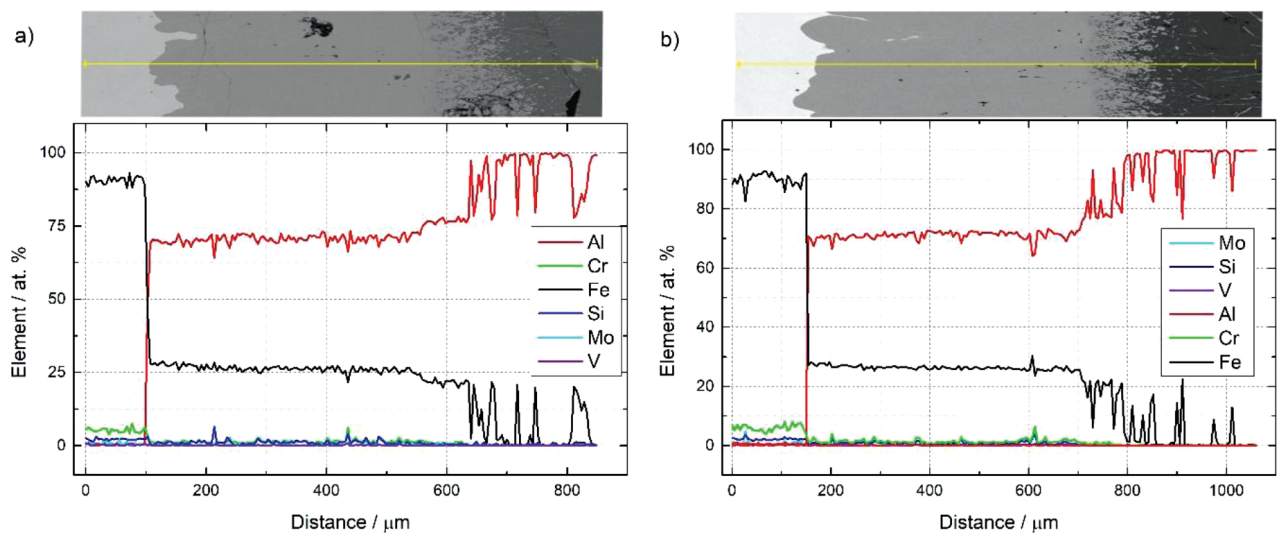 a)
100
75
50
25
0
Element / at. %
Al
Cr
Fe
Si
Mo
V
0 200 400 600 800
Distance / μm
b)
100
80
60
40
20
0
Element / at. %
Mo
Si
V
Al
Cr
Fe
0 200 400 600 800 1000
Distance / μm